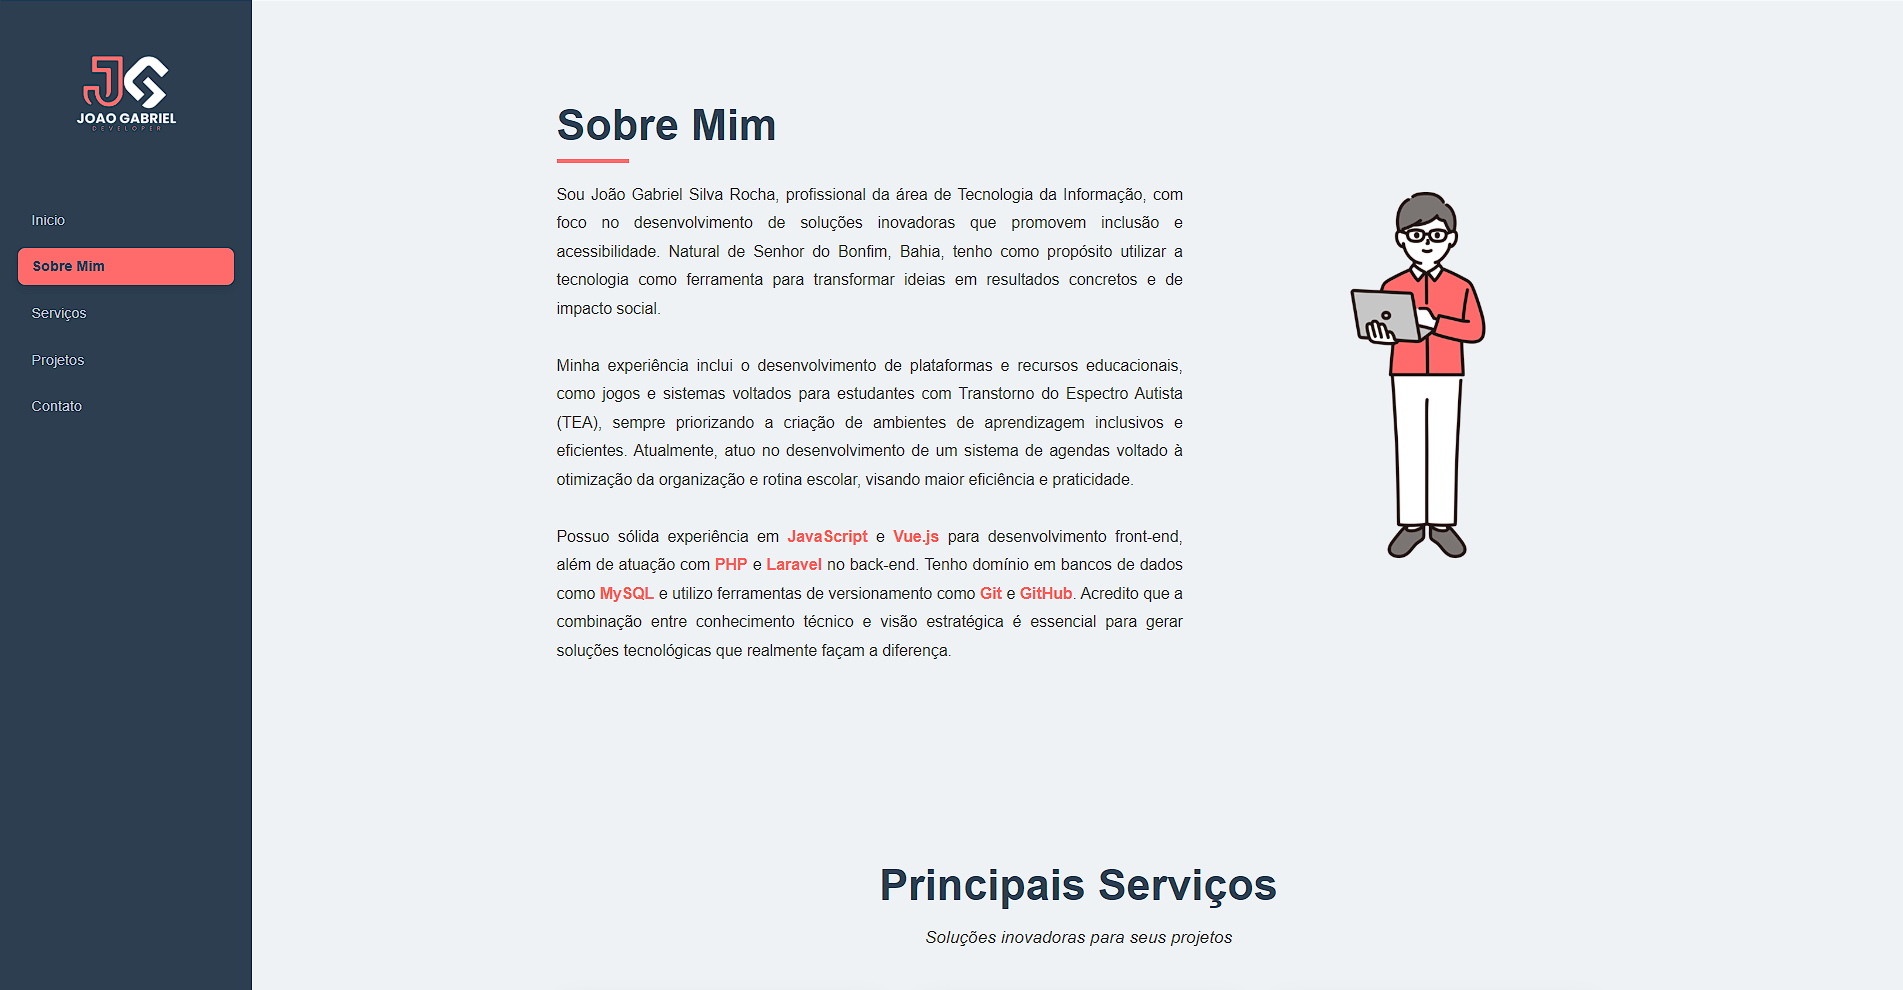 JOAO GABRIEL
DEVELOPER
Inicio
Sobre Mim
Serviços
Projetos
Contato
Sobre Mim
Sou João Gabriel Silva Rocha, profissional da área de Tecnologia da Informação, com
foco no desenvolvimento de soluções inovadoras que promovem inclusão e
acessibilidade. Natural de Senhor do Bonfim, Bahia, tenho como propósito utilizar a
tecnologia como ferramenta para transformar ideias em resultados concretos e de
impacto social.
Minha experiência inclui o desenvolvimento de plataformas e recursos educacionais,
como jogos e sistemas voltados para estudantes com Transtorno do Espectro Autista
(TEA), sempre priorizando a criação de ambientes de aprendizagem inclusivos e
eficientes. Atualmente, atuo no desenvolvimento de um sistema de agendas voltado à
otimização da organização e rotina escolar, visando maior eficiência e praticidade.
Possuo sólida experiência em JavaScript e Vue.js para desenvolvimento front-end,
além de atuação com PHP e Laravel no back-end. Tenho domínio em bancos de dados
como MySQL e utilizo ferramentas de versionamento como Git e GitHub. Acredito que a
combinação entre conhecimento técnico e visão estratégica é essencial para gerar
soluções tecnológicas que realmente façam a diferença.
Principais Serviços
Soluções inovadoras para seus projetos